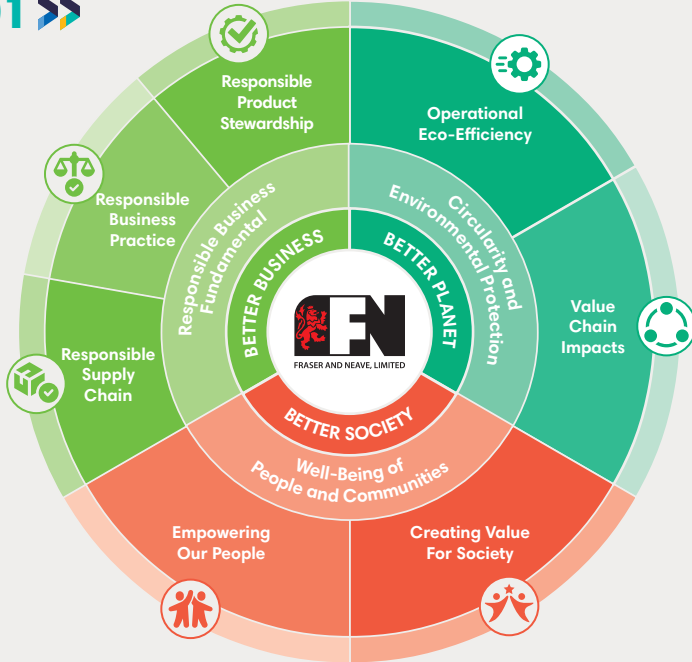 01
Responsible
Product
Stewardship
Operational
Eco-Efficiency
Responsible
Business
Practice
Responsible Business
Fundamental
Circularity and
Environmental Protection
BETTER BUSINESS
BETTER PLANET
Value
Chain
Impacts
FN
FRASER AND NEAVE, LIMITED
Responsible
Supply
Chain
BETTER SOCIETY
Well-Being of
People and Communities
Empowering
Our People
Creating Value
For Society